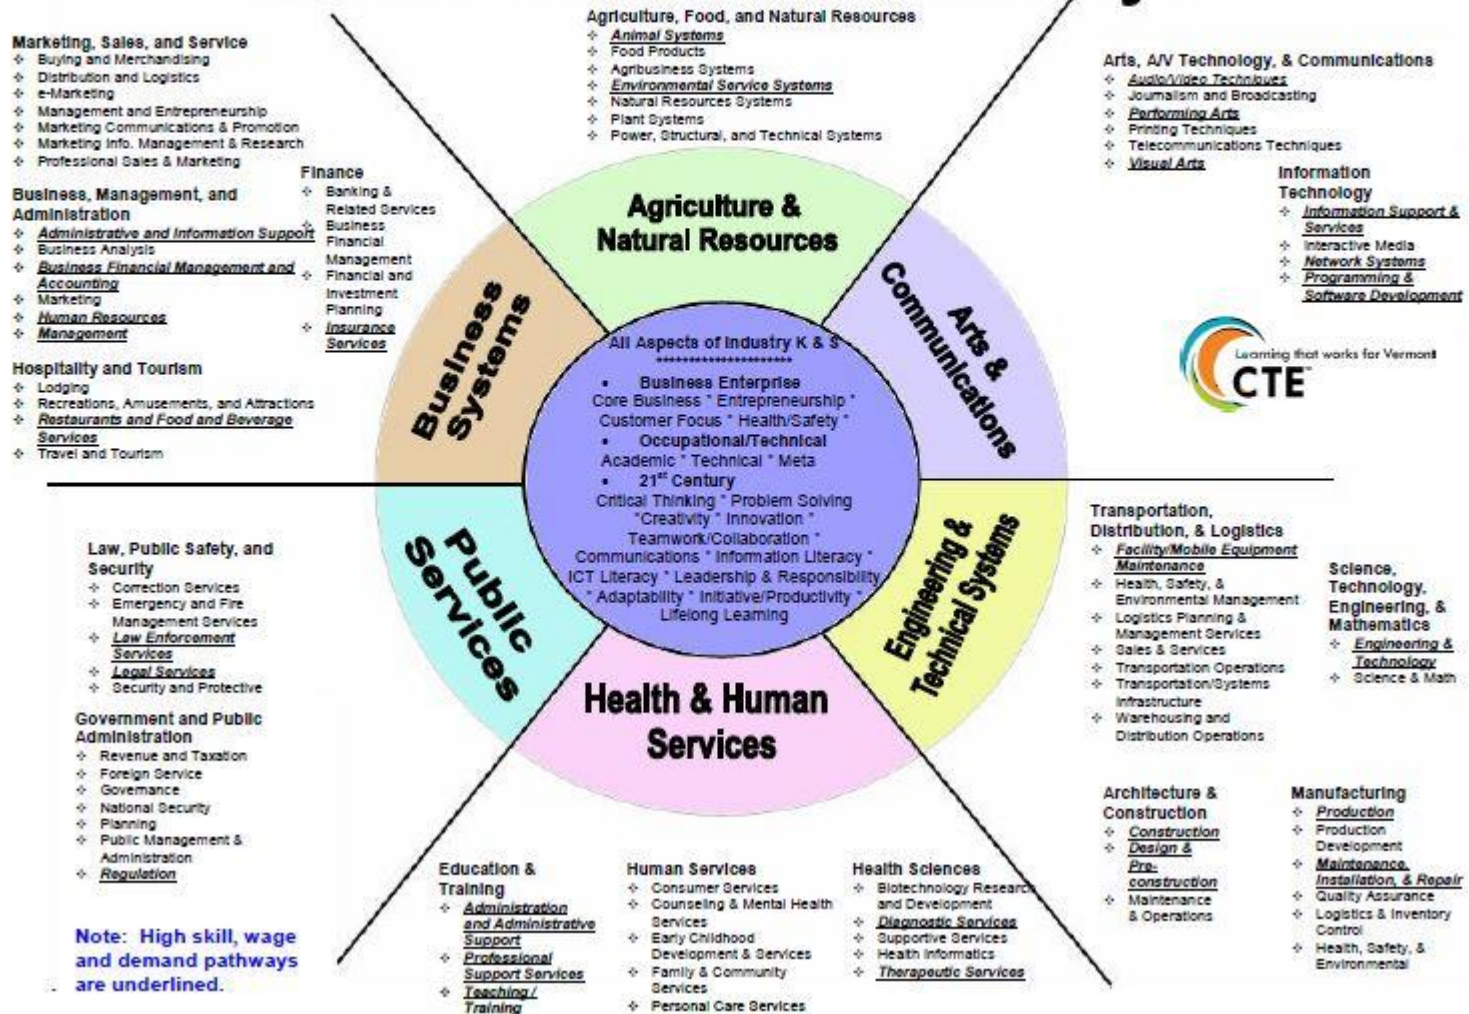 Marketing, Sales, and Service
Buying and Merchandising
Distribution and Logistics
e-Marketing
Management and Entrepreneurship
Marketing Communications & Promotion
Marketing Info. Management & Research
Professional Sales & Marketing
Business, Management, and
Administration
Administrative and Information Support
Business Analysis
Business Financial Management and
Accounting
Marketing
Human Resources
Management
Hospitality and Tourism
Lodging
Recreations, Amusements, and Attractions
Restaurants and Food and Beverage
Services
Travel and Tourism
Finance
Banking &
Related Services
Business
Financial
Management
Financial and
Investment
Planning
Insurance
Services
Agriculture, Food, and Natural Resources
Animal Systems
Food Products
Agribusiness Systems
Environmental Service Systems
Natural Resources Systems
Plant Systems
Power, Structural, and Technical Systems
Arts, A/V Technology, & Communications
Audio/Video Techniques
Journalism and Broadcasting
Performing Arts
Printing Techniques
Telecommunications Techniques
Visual Arts
Information
Technology
Information Support &
Services
Interactive Media
Network Systems
Programming &
Software Development
Learning that works for Vermont
CTE™
Agriculture &
Natural Resources
Arts &
Communications
Engineering &
Technical Systems
Health & Human
Services
Public
Services
Business
Systems
All Aspects of Industry K & S
*********************
• Business Enterprise
Core Business * Entrepreneurship *
Customer Focus * Health/Safety *
• Occupational/Technical
Academic * Technical * Meta
• 21st Century
Critical Thinking * Problem Solving
*Creativity * Innovation *
Teamwork/Collaboration *
Communications * Information Literacy *
ICT Literacy * Leadership & Responsibility
* Adaptability * Initiative/Productivity *
Lifelong Learning
Law, Public Safety, and
Security
Correction Services
Emergency and Fire
Management Services
Law Enforcement
Services
Legal Services
Security and Protective
Government and Public
Administration
Revenue and Taxation
Foreign Service
Governance
National Security
Planning
Public Management &
Administration
Regulation
Note: High skill, wage
and demand pathways
are underlined.
Education &
Training
Administration
and Administrative
Support
Professional
Support Services
Teaching /
Training
Human Services
Consumer Services
Counseling & Mental Health
Services
Early Childhood
Development & Services
Family & Community
Services
Personal Care Services
Health Sciences
Biotechnology Research
and Development
Diagnostic Services
Supportive Services
Health Informatics
Therapeutic Services
Transportation,
Distribution, & Logistics
Facility/Mobile Equipment
Maintenance
Health, Safety, &
Environmental Management
Logistics Planning &
Management Services
Sales & Services
Transportation Operations
Transportation/Systems
Infrastructure
Warehousing and
Distribution Operations
Science,
Technology,
Engineering, &
Mathematics
Engineering &
Technology
Science & Math
Architecture &
Construction
Construction
Design &
Pre-
construction
Maintenance
& Operations
Manufacturing
Production
Production
Development
Maintenance,
Installation, & Repair
Quality Assurance
Logistics & Inventory
Control
Health, Safety, &
Environmental